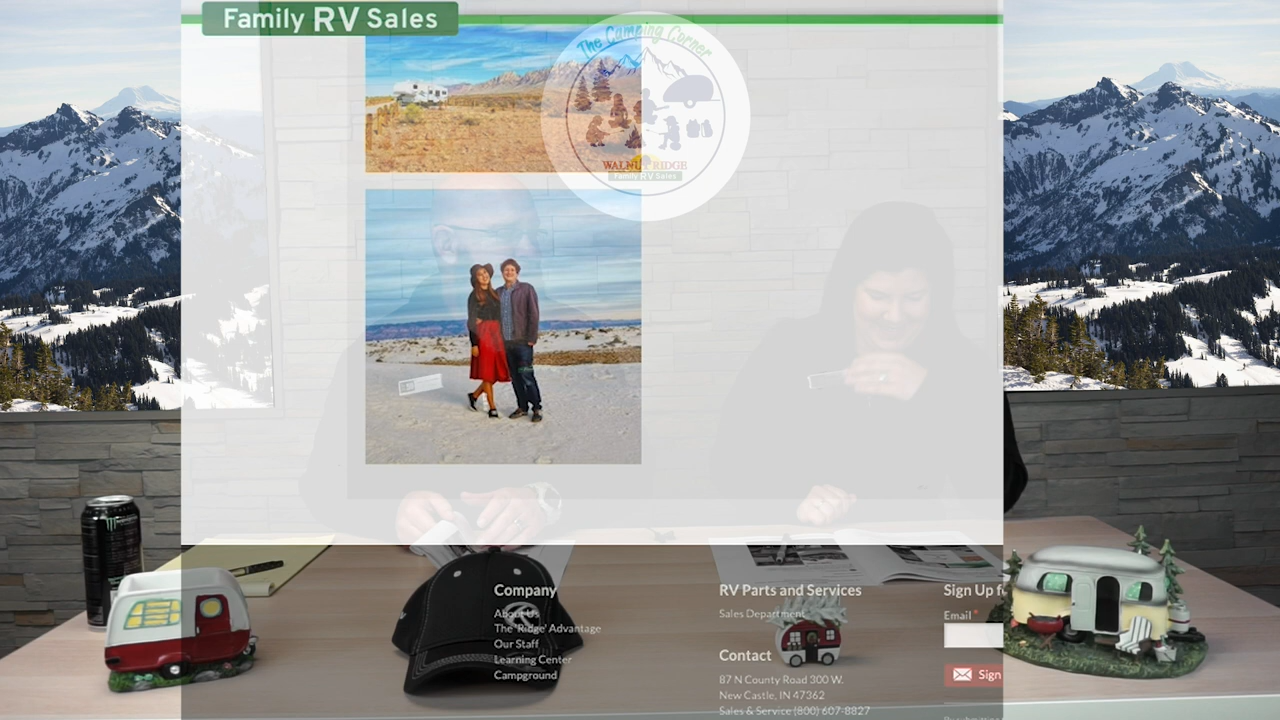 Family RV Sales
The Camping Corner
WALNUT RIDGE
Family RV Sales
Company
About Us
The 'Ridge' Advantage
Our Staff
Learning Center
Campground
RV Parts and Services
Sales Department
Contact
87 N County Road 300 W.
New Castle, IN 47362
Sales & Service (800) 607-8827
Sign Up f
Email *
Sign